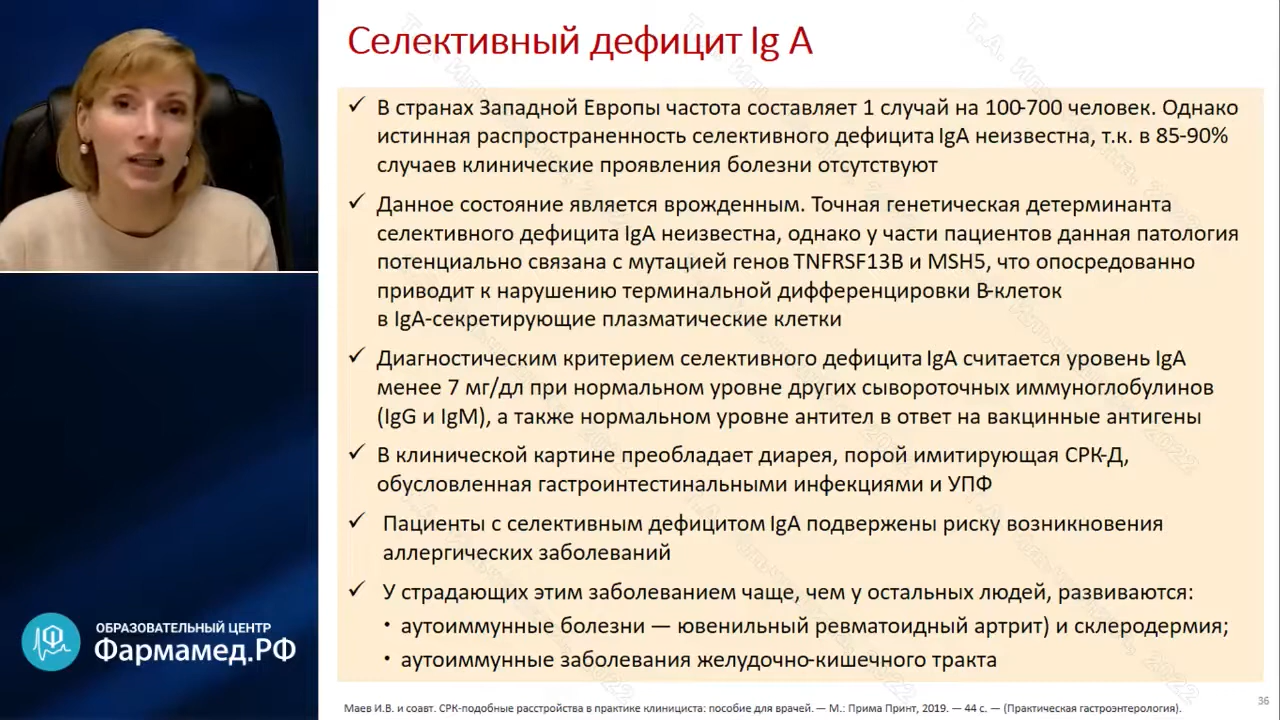 Селективный дефицит Ig A
✓ В странах Западной Европы частота составляет 1 случай на 100-700 человек. Однако
истинная распространенность селективного дефицита IgA неизвестна, т.к. в 85-90%
случаев клинические проявления болезни отсутствуют
✓ Данное состояние является врожденным. Точная генетическая детерминанта
селективного дефицита IgA неизвестна, однако у части пациентов данная патология
потенциально связана с мутацией генов TNFRSF13B и MSH5, что опосредованно
приводит к нарушению терминальной дифференцировки В-клеток
в IgA-секретирующие плазматические клетки
✓ Диагностическим критерием селективного дефицита IgA считается уровень IgA
менее 7 мг/дл при нормальном уровне других сывороточных иммуноглобулинов
(IgG и IgM), а также нормальном уровне антител в ответ на вакцинные антигены
✓ В клинической картине преобладает диарея, порой имитирующая СРК-Д,
обусловленная гастроинтестинальными инфекциями и УПФ
✓ Пациенты с селективным дефицитом IgA подвержены риску возникновения
аллергических заболеваний
✓ У страдающих этим заболеванием чаще, чем у остальных людей, развиваются:
• аутоиммунные болезни — ювенильный ревматоидный артрит) и склеродермия;
• аутоиммунные заболевания желудочно-кишечного тракта
Маев И.В. и соавт. СРК-подобные расстройства в практике клинициста: пособие для врачей. — М.: Прима Принт, 2019. — 44 с. — (Практическая гастроэнтерология).
36
ОБРАЗОВАТЕЛЬНЫЙ ЦЕНТР
Фармамед.РФ